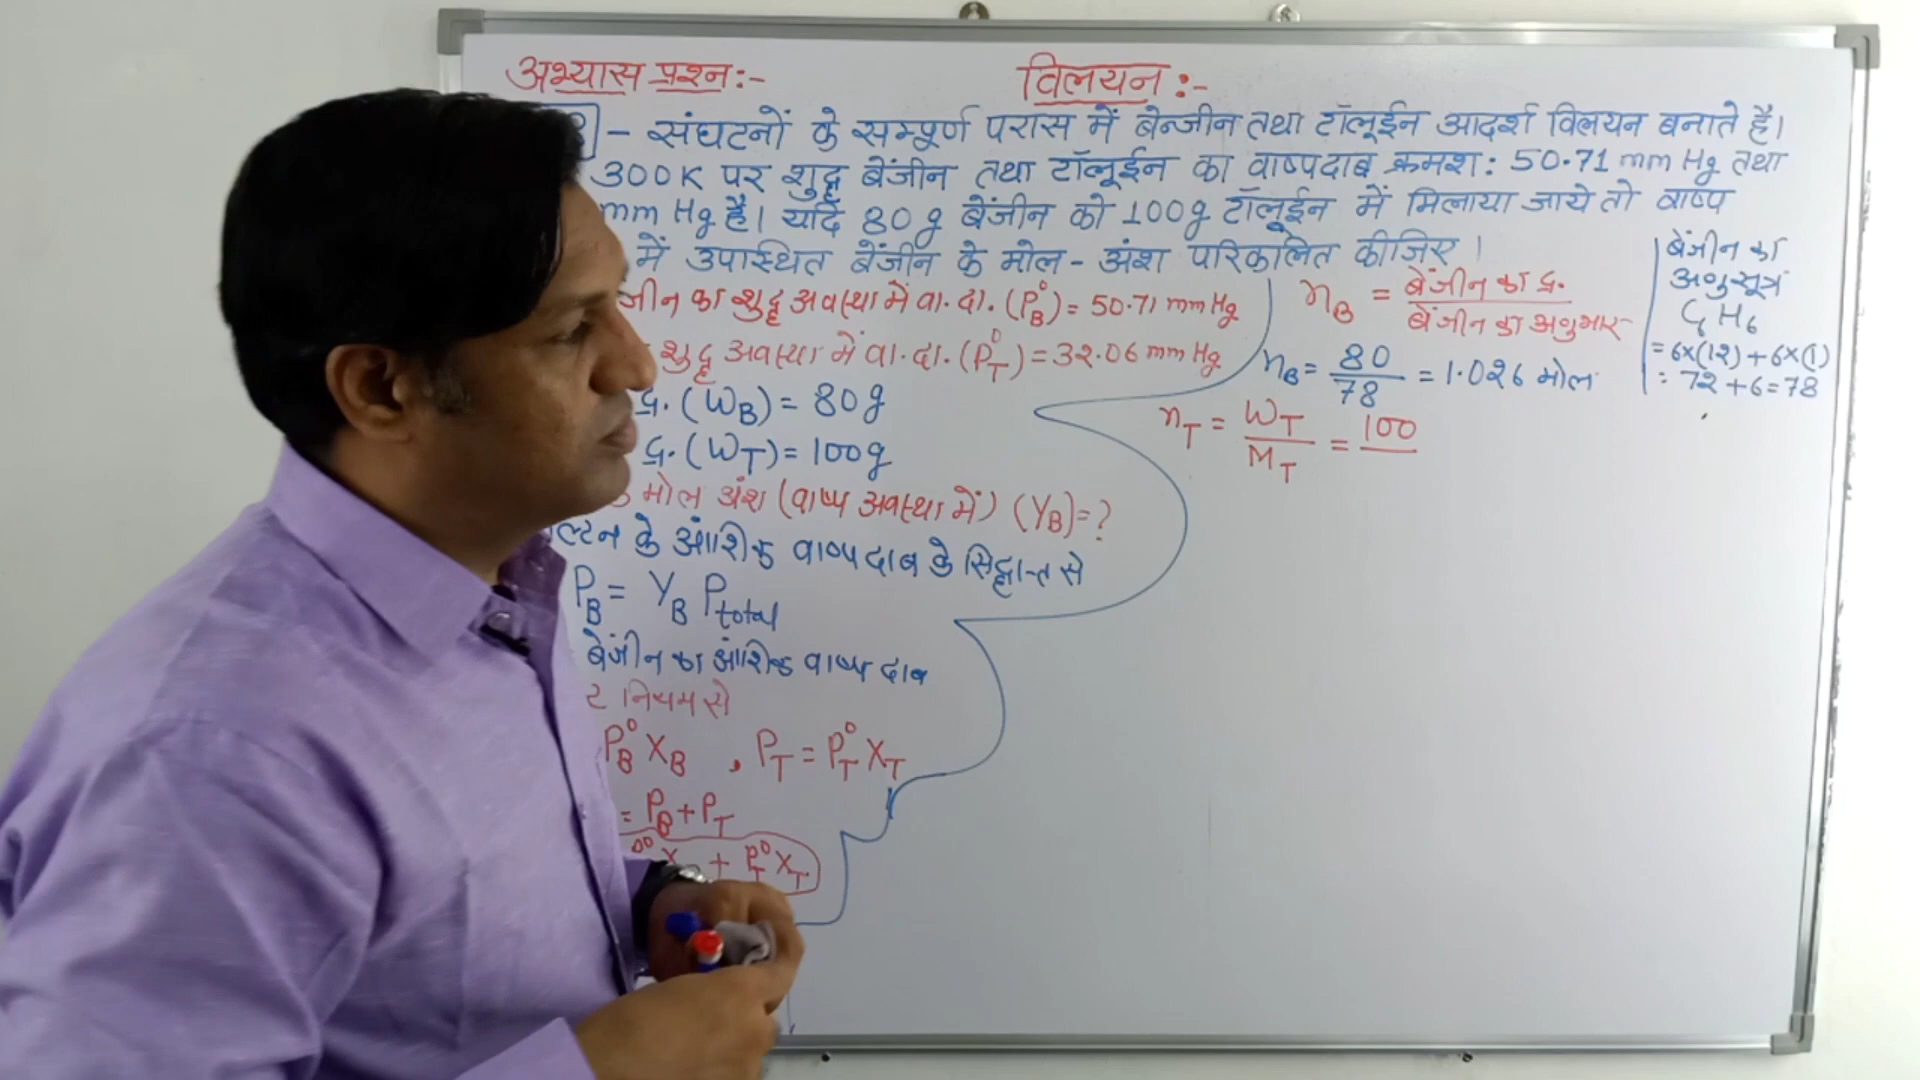 अभ्यास प्रश्न:-
विलयन :-
- संघटनों के सम्पूर्ण परास में बेन्जीन तथा टॉलूईन आदर्श विलयन बनाते है।
300K पर शुद्ध बेंजीन तथा टॉलूईन का वाष्पदाब क्रमश: 50.71 mm Hg तथा
mm Hg है। यदि 80g बेंजीन को 100g टॉलूईन में मिलाया जाये तो वाष्प
में उपास्थित बेंजीन के मोल - अंश परिकलित कीजिए।
जीन का शुद्ध अवस्था में वा. दा. (P°B) = 50.71 mm Hg
शुद्ध अवस्था में वा. दा. (P°T) = 32.06 mm Hg
द्र. (WB) = 80g
द्र. (WT) = 100g
मोल अंश (वाष्प अवस्था में) (YB) = ?
ल्टन के आंशिक वाष्प दाब के सिद्धान्त से
PB = YB Ptotal
बेंजीन का आंशिक वाष्प दाब
ट नियम से
P°B XB , PT = P°T XT
= PB + PT
+ P°T XT
nB = बेंजीन का द्र. / बेंजीन का अणुभार
nB = 80/78 = 1.026 मोल
nT = WT/MT = 100
बेंजीन का
अणुसूत्र
C6H6
= 6×(12) + 6×(1)
= 72 + 6 = 78